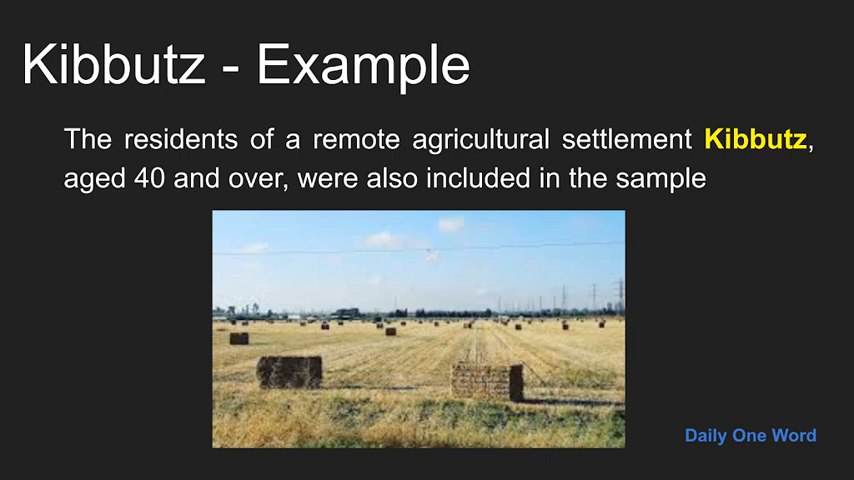 Kibbutz - Example
The residents of a remote agricultural settlement Kibbutz,
aged 40 and over, were also included in the sample
Daily One Word